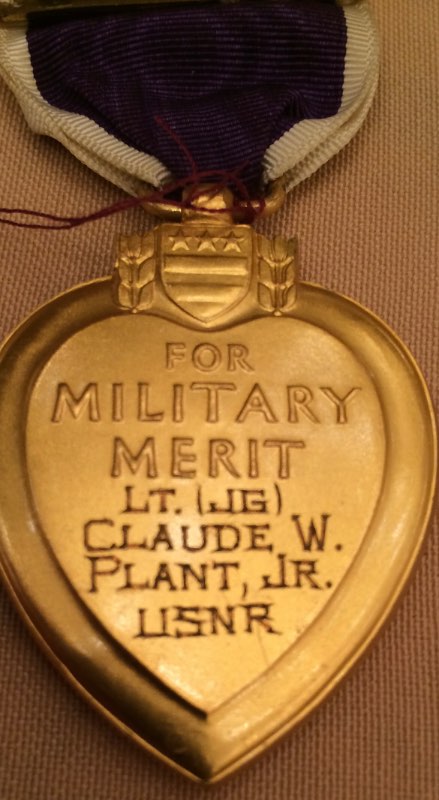 FOR
MILITARY
MERIT
LT. (JG)
CLAUDE W.
PLANT, JR.
USNR